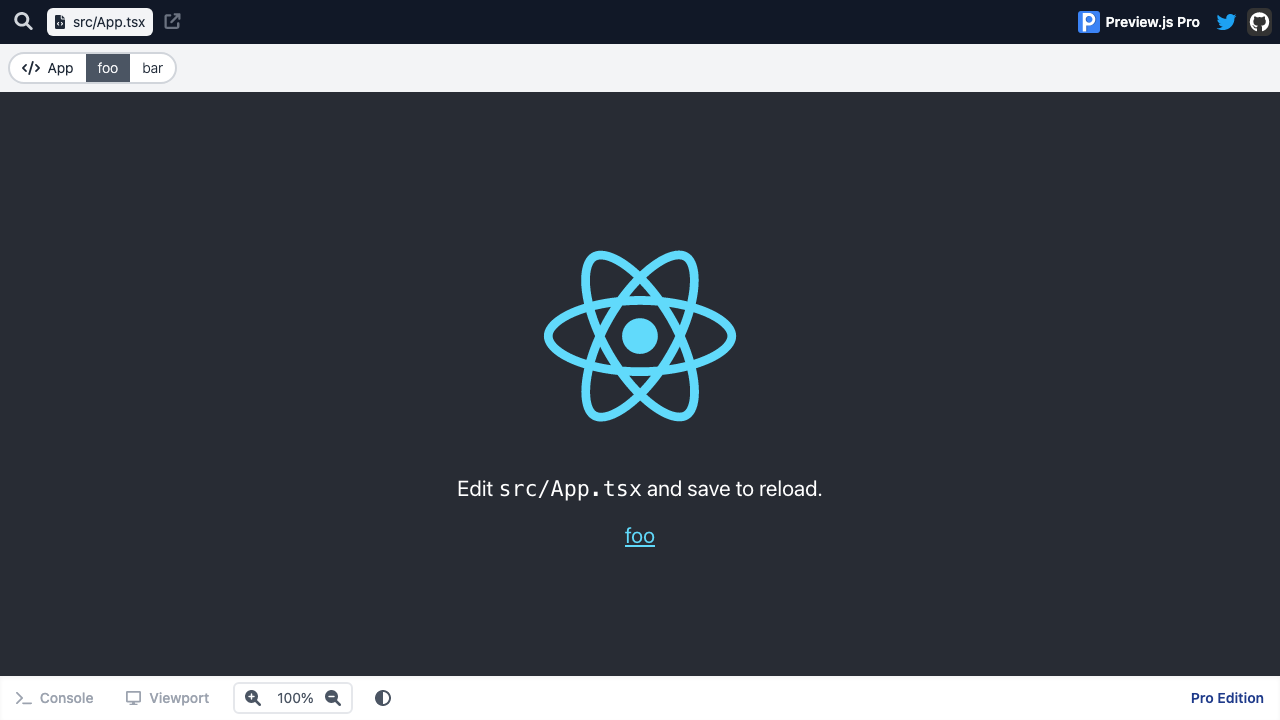 src/App.tsx
Preview.js Pro
App foo bar
Edit src/App.tsx and save to reload.
foo
Console Viewport 100% Pro Edition